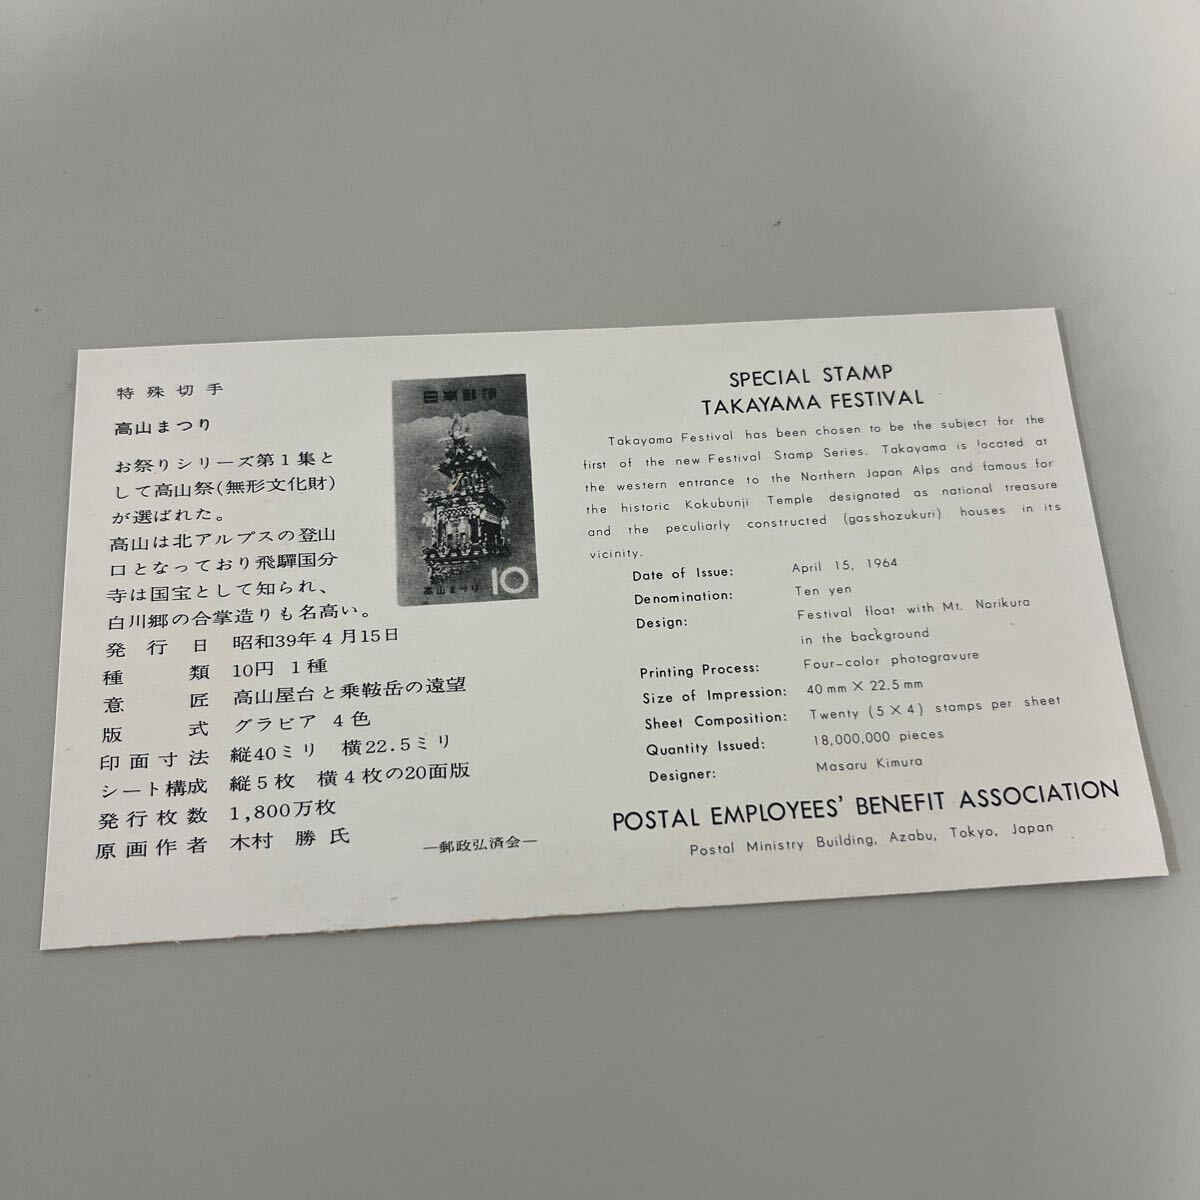 特殊切手
高山まつり
お祭りシリーズ第1集と
して高山祭(無形文化財)
が選ばれた。
高山は北アルプスの登山
口となっており飛驒国分
寺は国宝として知られ、
白川郷の合掌造りも名高い。
発行日 昭和39年4月15日
種類 10円 1種
意匠 高山屋台と乗鞍岳の遠望
版式 グラビア 4色
印面寸法 縦40ミリ 横22.5ミリ
シート構成 縦5枚 横4枚の20面版
発行枚数 1,800万枚
原画作者 木村 勝氏
―郵政弘済会―
日本郵便
高山まつり
10
SPECIAL STAMP
TAKAYAMA FESTIVAL
Takayama Festival has been chosen to be the subject for the
first of the new Festival Stamp Series. Takayama is located at
the western entrance to the Northern Japan Alps and famous for
the historic Kokubunji Temple designated as national treasure
and the peculiarly constructed (gasshozukuri) houses in its
vicinity.
Date of Issue: April 15, 1964
Denomination: Ten yen
Design: Festival float with Mt. Norikura
in the background
Printing Process: Four-color photogravure
Size of Impression: 40 mm × 22.5 mm
Sheet Composition: Twenty (5 × 4) stamps per sheet
Quantity Issued: 18,000,000 pieces
Designer: Masaru Kimura
POSTAL EMPLOYEES' BENEFIT ASSOCIATION
Postal Ministry Building, Azabu, Tokyo, Japan